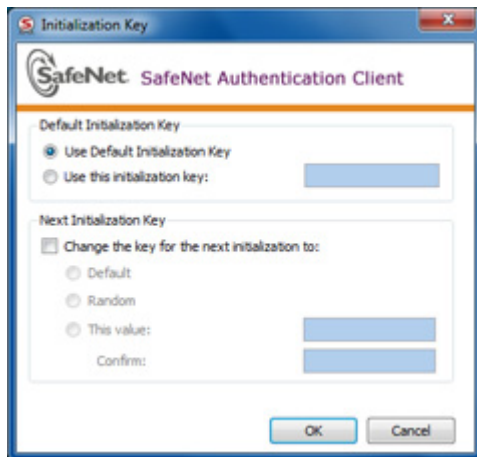 Initialization Key
SafeNet. SafeNet Authentication Client
Default Initialization Key
Use Default Initialization Key
Use this initialization key:
Next Initialization Key
Change the key for the next initialization to:
Default
Random
This value:
Confirm:
OK Cancel